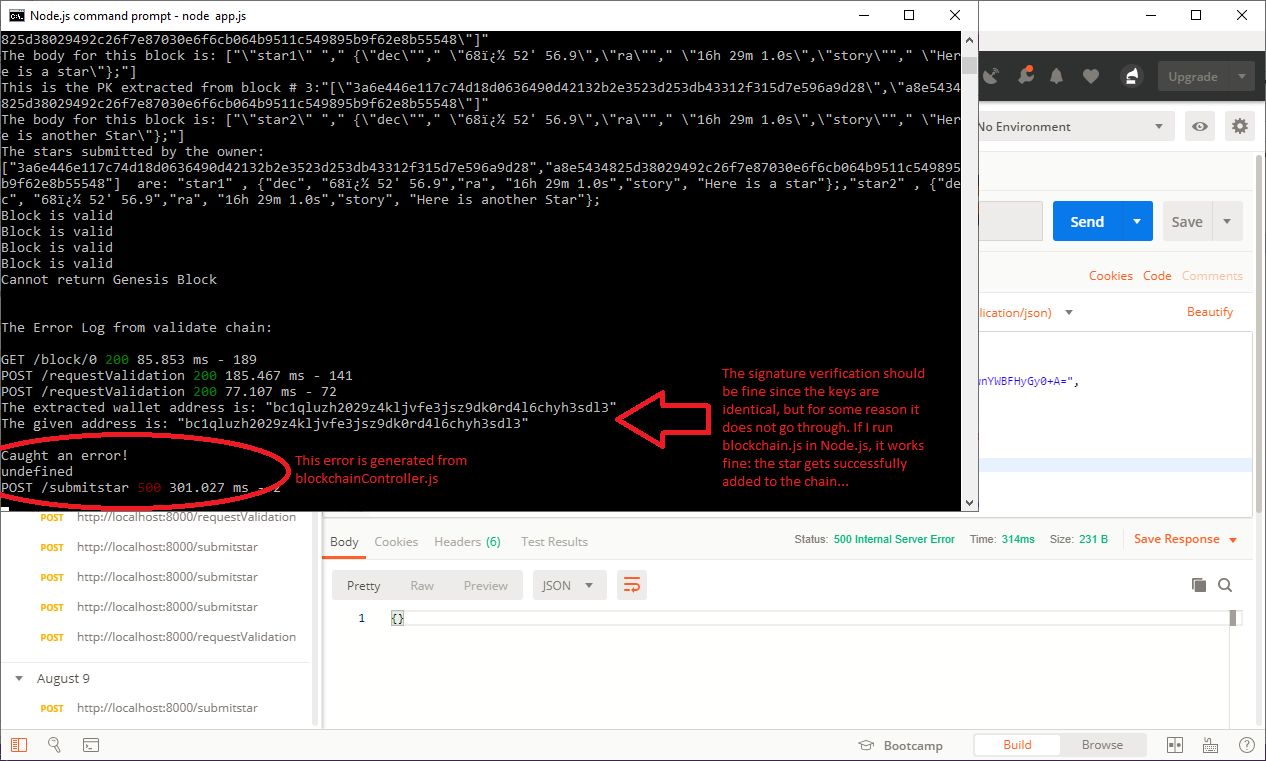 Node.js command prompt - node app.js
825d38029492c26f7e87030e6f6cb064b9511c549895b9f62e8b55548\"]"
The body for this block is: ["\"star1\" "," {\"dec\""," \"68ï¿½ 52' 56.9\",\"ra\""," \"16h 29m 1.0s\",\"story\""," \"Her
e is a star\"};"]
This is the PK extracted from block # 3:"[\"3a6e446e117c74d18d0636490d42132b2e3523d253db43312f315d7e596a9d28\",\"a8e5434
825d38029492c26f7e87030e6f6cb064b9511c549895b9f62e8b55548\"]"
The body for this block is: ["\"star2\" "," {\"dec\""," \"68ï¿½ 52' 56.9\",\"ra\""," \"16h 29m 1.0s\",\"story\""," \"Her
e is another Star\"};"]
The stars submitted by the owner:
["3a6e446e117c74d18d0636490d42132b2e3523d253db43312f315d7e596a9d28","a8e5434825d38029492c26f7e87030e6f6cb064b9511c549895
b9f62e8b55548"]  are: "star1" , {"dec", "68ï¿½ 52' 56.9","ra", "16h 29m 1.0s","story", "Here is a star"};,"star2" , {"de
c", "68ï¿½ 52' 56.9","ra", "16h 29m 1.0s","story", "Here is another Star"};
Block is valid
Block is valid
Block is valid
Block is valid
Cannot return Genesis Block
The Error Log from validate chain:
GET /block/0 200 85.853 ms - 189
POST /requestValidation 200 185.467 ms - 141
POST /requestValidation 200 77.107 ms - 72
The extracted wallet address is: "bc1qluzh2029z4kljvfe3jsz9dk0rd4l6chyh3sdl3"
The given address is: "bc1qluzh2029z4kljvfe3jsz9dk0rd4l6chyh3sdl3"
Caught an error!
undefined
POST /submitstar 500 301.027 ms - 2
This error is generated from
blockchainController.js
The signature verification should
be fine since the keys are
identical, but for some reason it
does not go through. If I run
blockchain.js in Node.js, it works
fine: the star gets successfully
added to the chain...
Upgrade
No Environment
Send
Save
Cookies Code Comments
lication/json)
Beautify
wnYWBFHyGy0+A=",
POST http://localhost:8000/requestValidation
POST http://localhost:8000/submitstar
POST http://localhost:8000/submitstar
POST http://localhost:8000/submitstar
POST http://localhost:8000/requestValidation
August 9
POST http://localhost:8000/submitstar
Body Cookies Headers (6) Test Results
Status: 500 Internal Server Error Time: 314ms Size: 231 B
Save Response
Pretty Raw Preview JSON
1 {}
Bootcamp
Build Browse